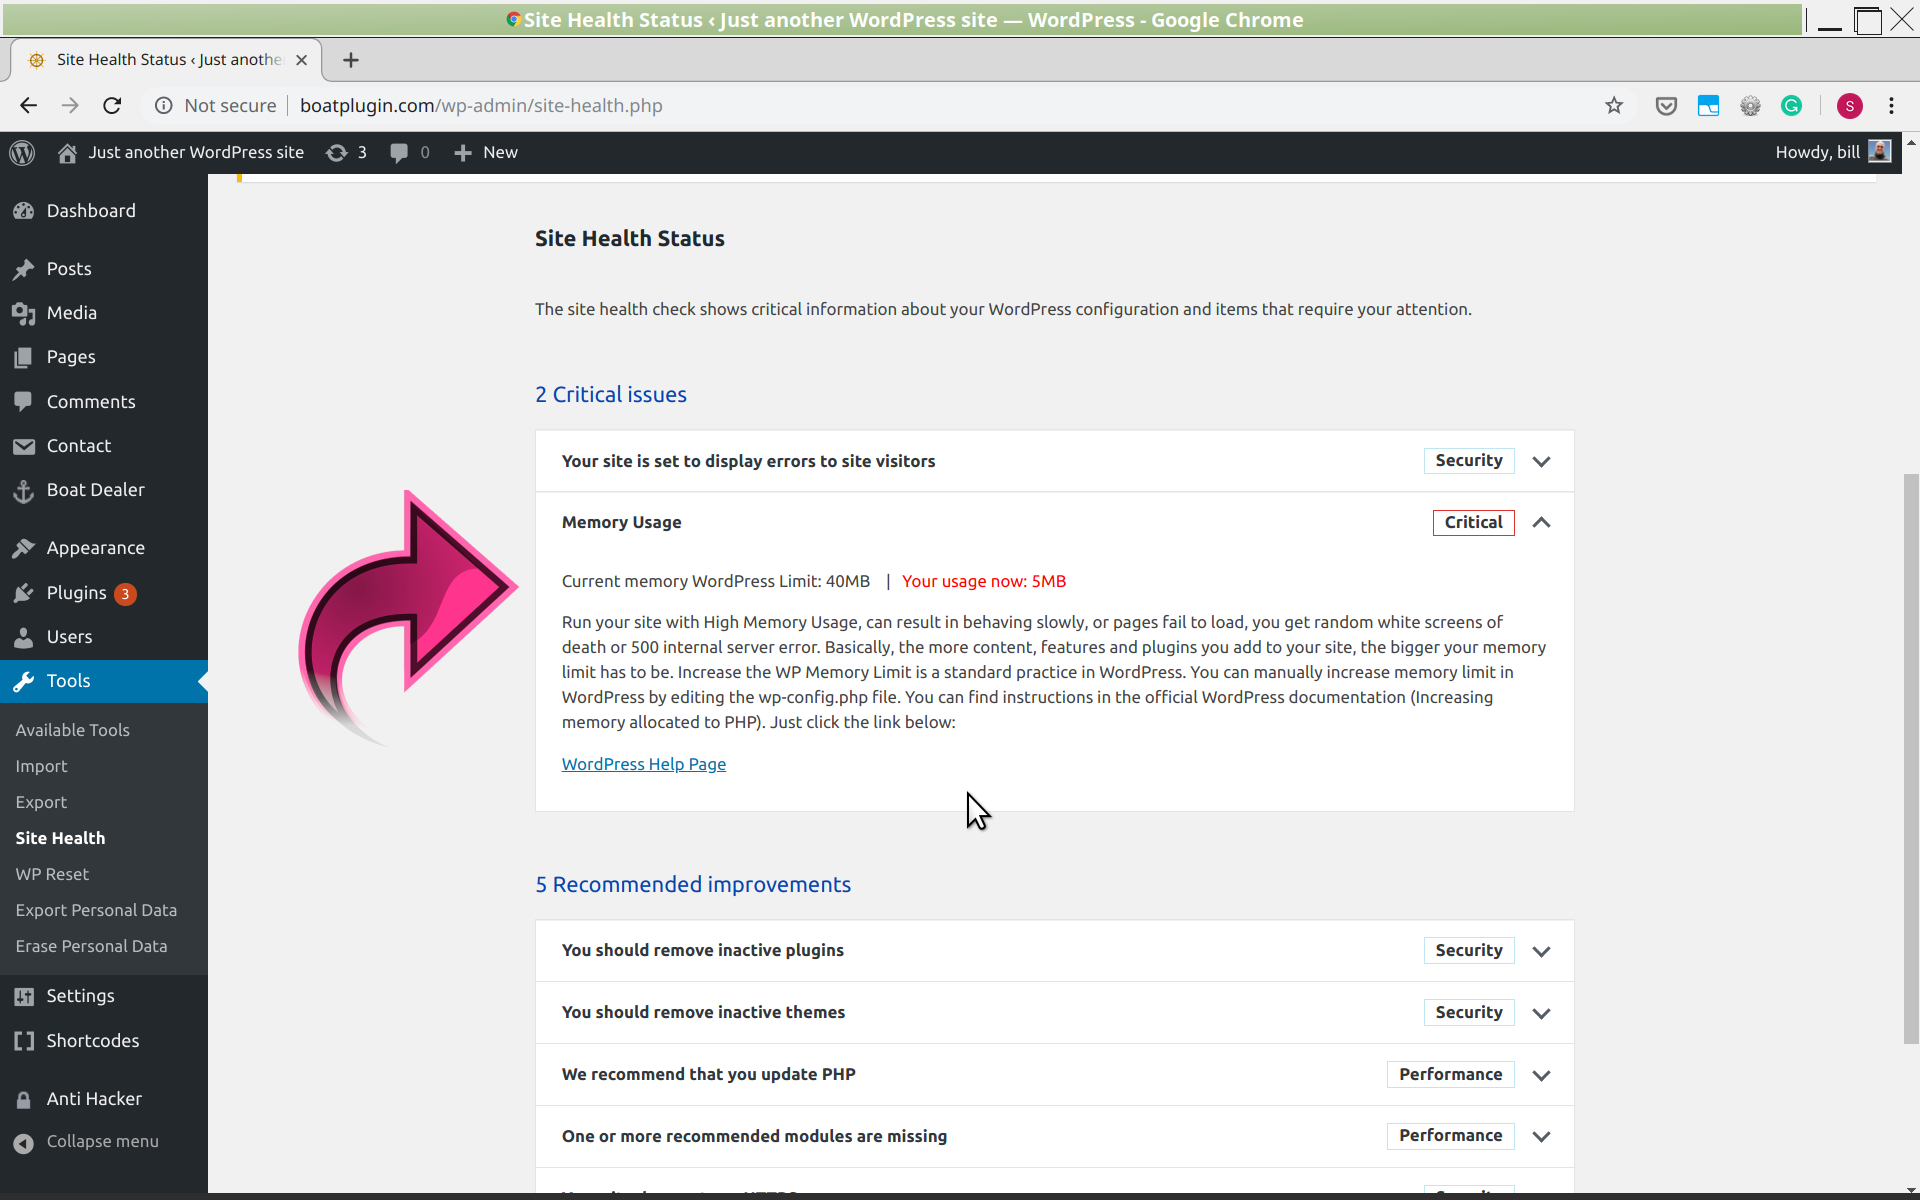 Site Health Status ‹ Just another WordPress site — WordPress - Google Chrome
Site Health Status ‹ Just anothe
Not secure
boatplugin.com/wp-admin/site-health.php
S
Just another WordPress site
3
0
New
Howdy, bill
Dashboard
Posts
Media
Pages
Comments
Contact
Boat Dealer
Appearance
Plugins 3
Users
Tools
Available Tools
Import
Export
Site Health
WP Reset
Export Personal Data
Erase Personal Data
Settings
Shortcodes
Anti Hacker
Collapse menu
Site Health Status
The site health check shows critical information about your WordPress configuration and items that require your attention.
2 Critical issues
Your site is set to display errors to site visitors
Security
Memory Usage
Critical
Current memory WordPress Limit: 40MB | Your usage now: 5MB
Run your site with High Memory Usage, can result in behaving slowly, or pages fail to load, you get random white screens of
death or 500 internal server error. Basically, the more content, features and plugins you add to your site, the bigger your memory
limit has to be. Increase the WP Memory Limit is a standard practice in WordPress. You can manually increase memory limit in
WordPress by editing the wp-config.php file. You can find instructions in the official WordPress documentation (Increasing
memory allocated to PHP). Just click the link below:
WordPress Help Page
5 Recommended improvements
You should remove inactive plugins
Security
You should remove inactive themes
Security
We recommend that you update PHP
Performance
One or more recommended modules are missing
Performance